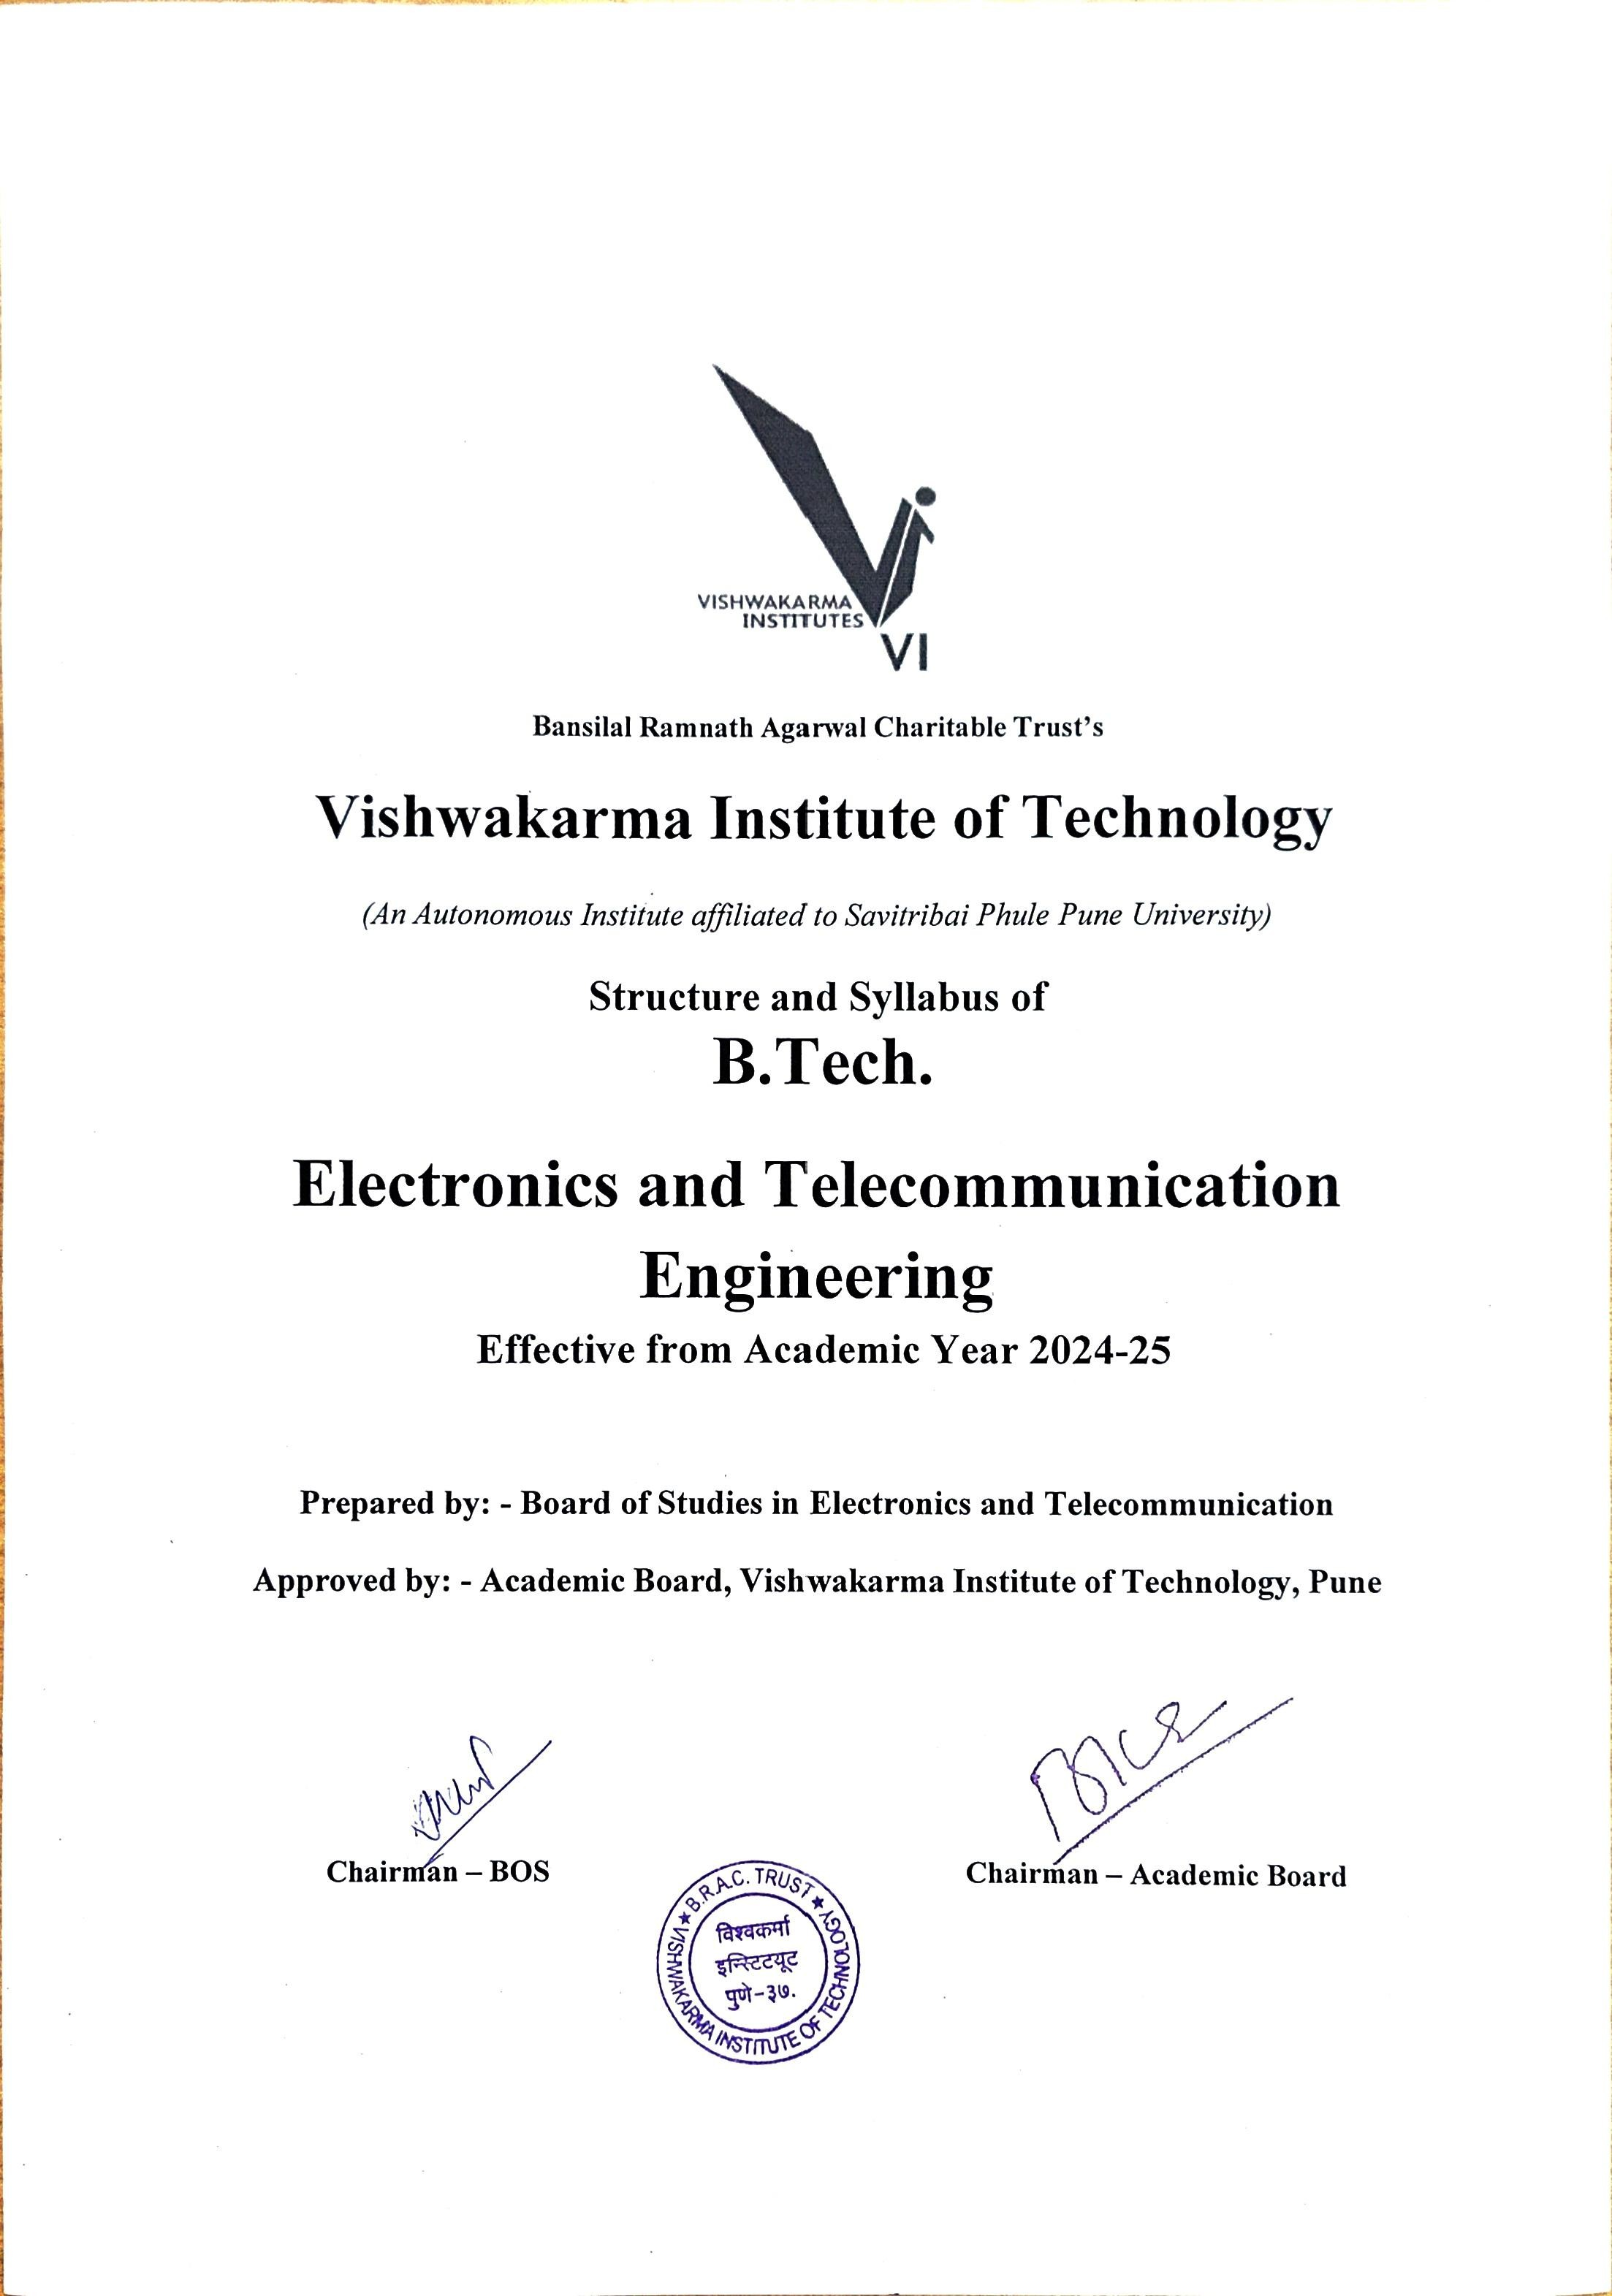 VISHWAKARMA
INSTITUTES
VI
Bansilal Ramnath Agarwal Charitable Trust’s
Vishwakarma Institute of Technology
(An Autonomous Institute affiliated to Savitribai Phule Pune University)
Structure and Syllabus of
B.Tech.
Electronics and Telecommunication
Engineering
Effective from Academic Year 2024-25
Prepared by: - Board of Studies in Electronics and Telecommunication
Approved by: - Academic Board, Vishwakarma Institute of Technology, Pune
Chairman – BOS
Chairman – Academic Board
★ B.R.A.C. TRUST ★
VISHWAKARMA INSTITUTE OF TECHNOLOGY
विश्वकर्मा
इन्स्टिटयूट
पुणे-३७.